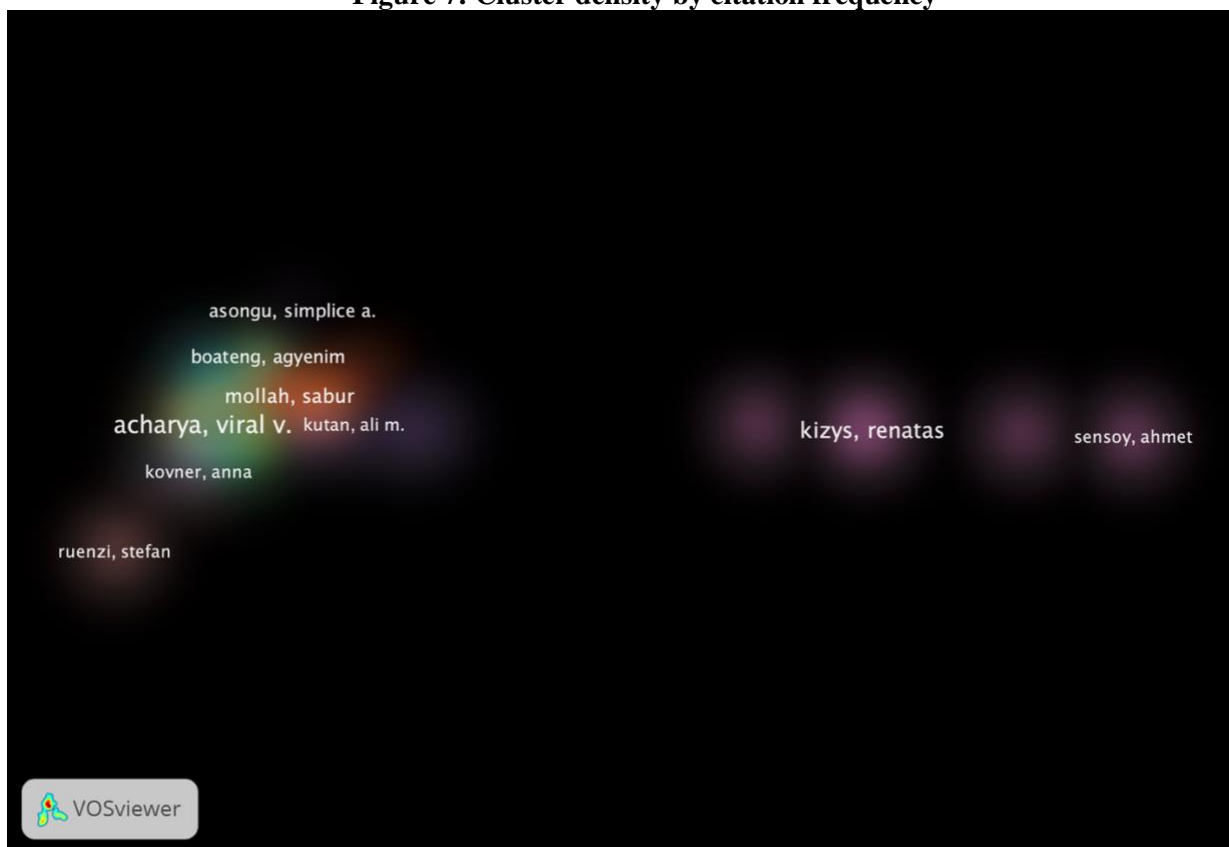 Figure 7: Cluster density by citation frequency
asongu, simplice a.
boateng, agyenim
mollah, sabur
acharya, viral v. kutan, ali m.
kizys, renatas
sensoy, ahmet
kovner, anna
ruenzi, stefan
VOSviewer